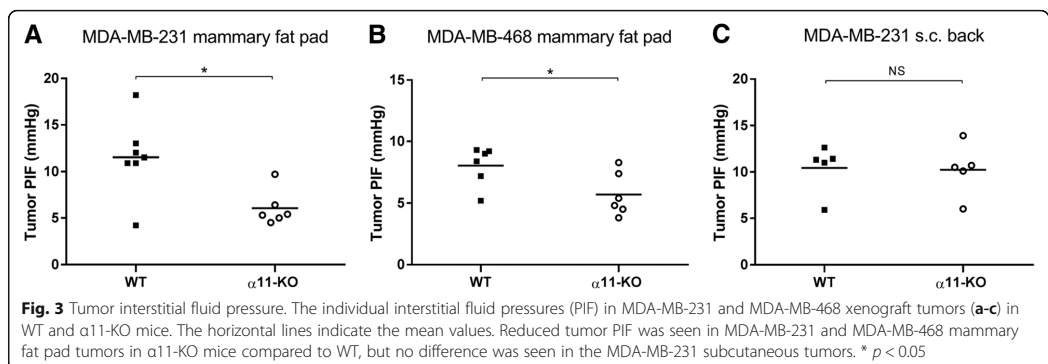 A MDA-MB-231 mammary fat pad
B MDA-MB-468 mammary fat pad
C MDA-MB-231 s.c. back
*
*
NS
Tumor PIF (mmHg)
20
15
10
5
0
WT
α11-KO
Tumor PIF (mmHg)
15
10
5
0
WT
α11-KO
Tumor PIF (mmHg)
20
15
10
5
0
WT
α11-KO
Fig. 3 Tumor interstitial fluid pressure. The individual interstitial fluid pressures (PIF) in MDA-MB-231 and MDA-MB-468 xenograft tumors (a-c) in
WT and α11-KO mice. The horizontal lines indicate the mean values. Reduced tumor PIF was seen in MDA-MB-231 and MDA-MB-468 mammary
fat pad tumors in α11-KO mice compared to WT, but no difference was seen in the MDA-MB-231 subcutaneous tumors. * p < 0.05